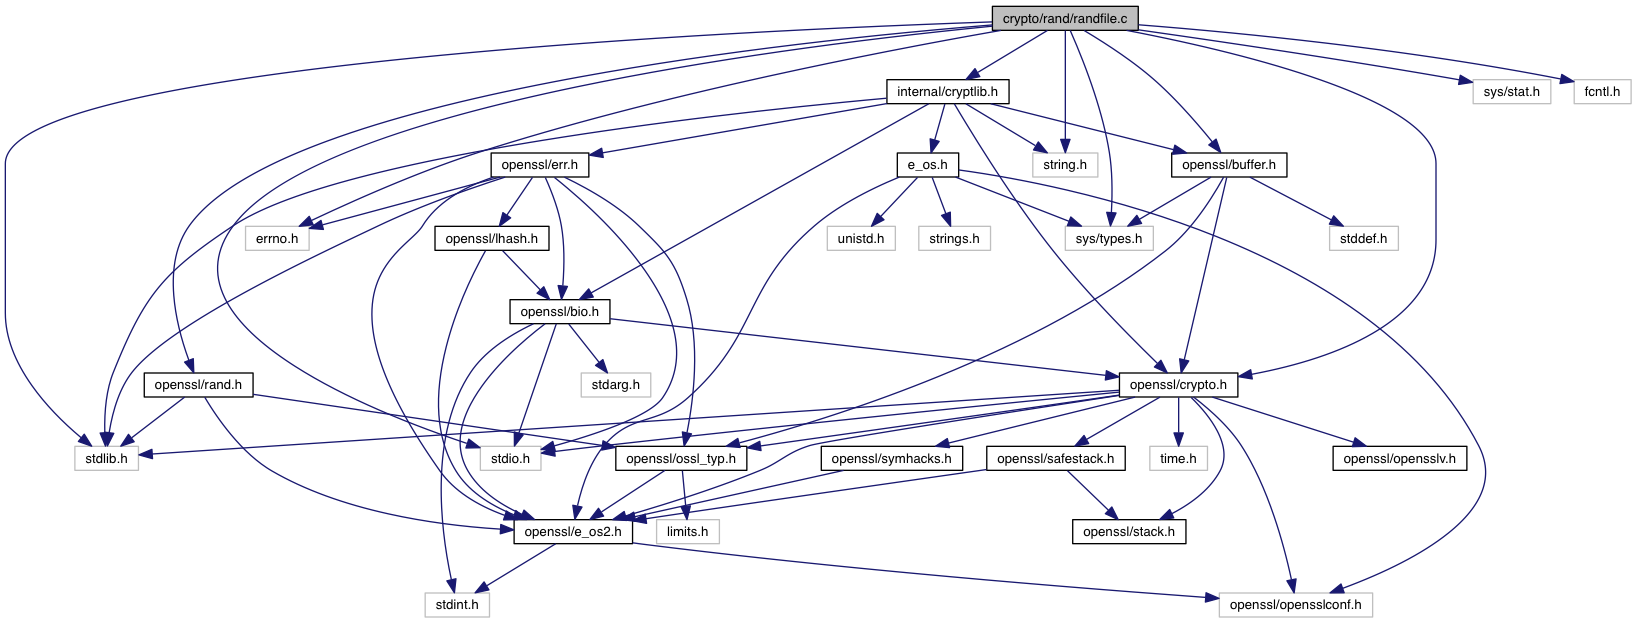 crypto/rand/randfile.c
internal/cryptlib.h
sys/stat.h
fcntl.h
openssl/err.h
e_os.h
string.h
openssl/buffer.h
errno.h
openssl/lhash.h
unistd.h
strings.h
sys/types.h
stddef.h
openssl/bio.h
openssl/rand.h
stdarg.h
openssl/crypto.h
stdlib.h
stdio.h
openssl/ossl_typ.h
openssl/symhacks.h
openssl/safestack.h
time.h
openssl/opensslv.h
openssl/e_os2.h
limits.h
openssl/stack.h
stdint.h
openssl/opensslconf.h